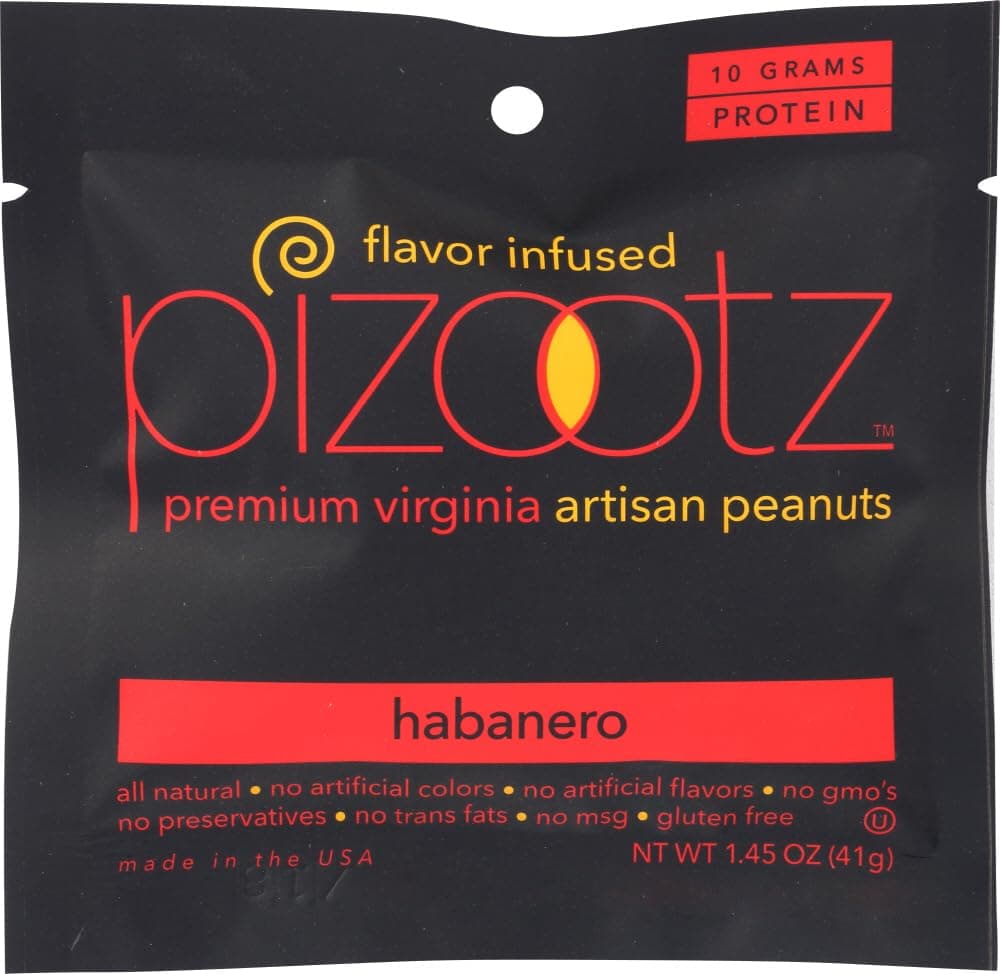 10 GRAMS
PROTEIN
flavor infused
pizootz™
premium virginia artisan peanuts
habanero
all natural • no artificial colors • no artificial flavors • no gmo's
no preservatives • no trans fats • no msg • gluten free U
made in the USA
NT WT 1.45 OZ (41g)